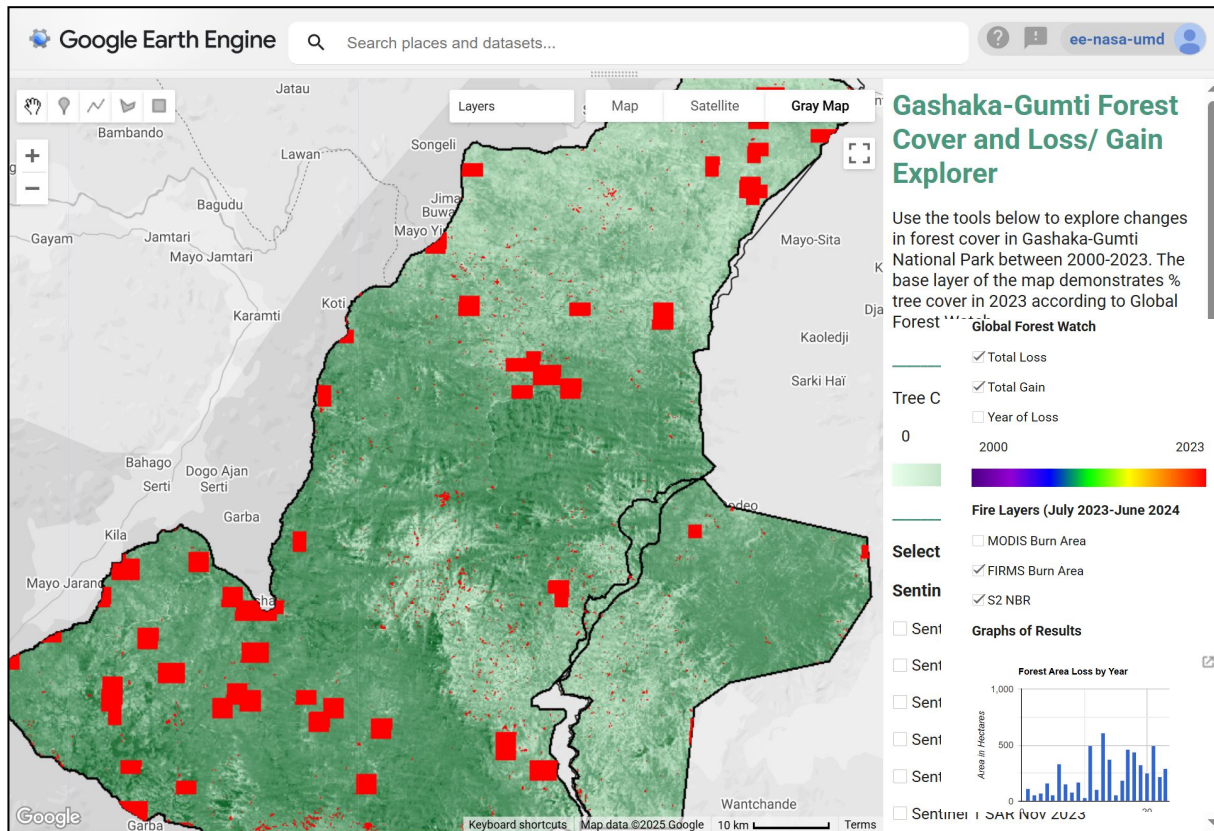 Google Earth Engine
Search places and datasets...
ee-nasa-umd
Layers
Map
Satellite
Gray Map
Jatau
Bambando
Lawan
Songeli
Jima
Buwa
Bagudu
Mayo Yi
Gayam
Jamtari
Mayo Jamtari
Mayo-Sita
Koti
Karamti
Kaoledji
Sarki Haï
Bahago
Serti
Dogo Ajan
Serti
Garba
Kila
Mayo Jarand
odeo
Wantchande
Garba
Google
Keyboard shortcuts
Map data ©2025 Google
10 km
Terms
Gashaka-Gumti Forest
Cover and Loss/ Gain
Explorer
Use the tools below to explore changes
in forest cover in Gashaka-Gumti
National Park between 2000-2023. The
base layer of the map demonstrates %
tree cover in 2023 according to Global
Forest Watch
Global Forest Watch
Total Loss
Total Gain
Year of Loss
2000 2023
Tree C
0
Fire Layers (July 2023-June 2024
MODIS Burn Area
FIRMS Burn Area
S2 NBR
Select
Sentin
Sent
Sent
Sent
Sent
Sent
Sentinel 1 SAR Nov 2023
Graphs of Results
Forest Area Loss by Year
Area in Hectares
1,000
500
0
0 20